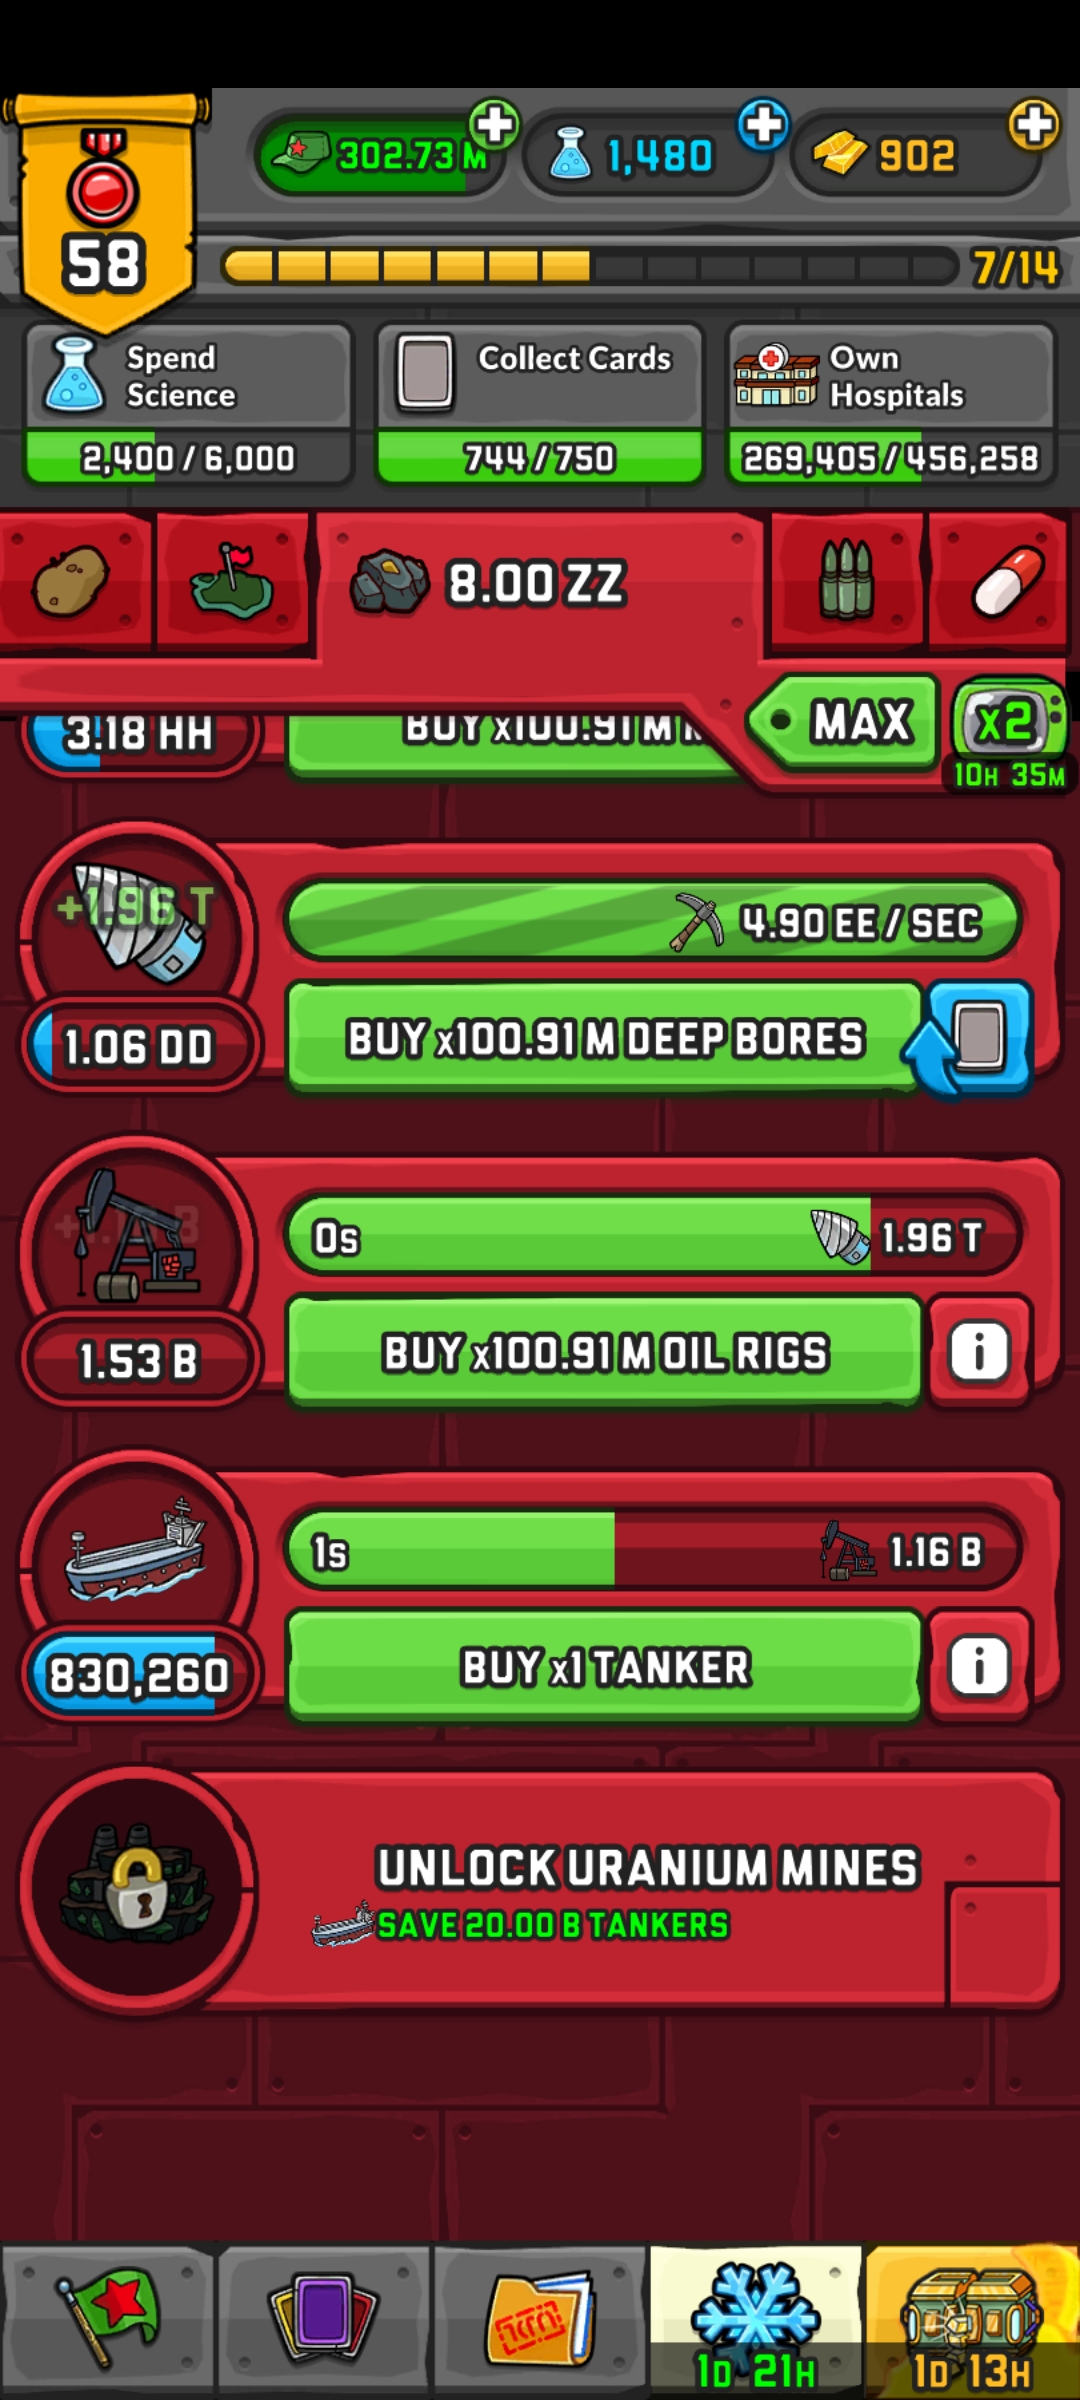 302.73 M
1,480
902
58
7/14
Spend
Science
Collect Cards
Own
Hospitals
2,400 / 6,000
744 / 750
269,405 / 456,258
8.00 ZZ
MAX
x2
10H 35M
3.18 HH
BUY x100.91 M
+1.96 T
4.90 EE / SEC
1.06 DD
BUY x100.91 M DEEP BORES
0s
1.96 T
1.53 B
BUY x100.91 M OIL RIGS
i
1s
1.16 B
830,260
BUY x1 TANKER
i
UNLOCK URANIUM MINES
SAVE 20.00 B TANKERS
1D 21H
1D 13H